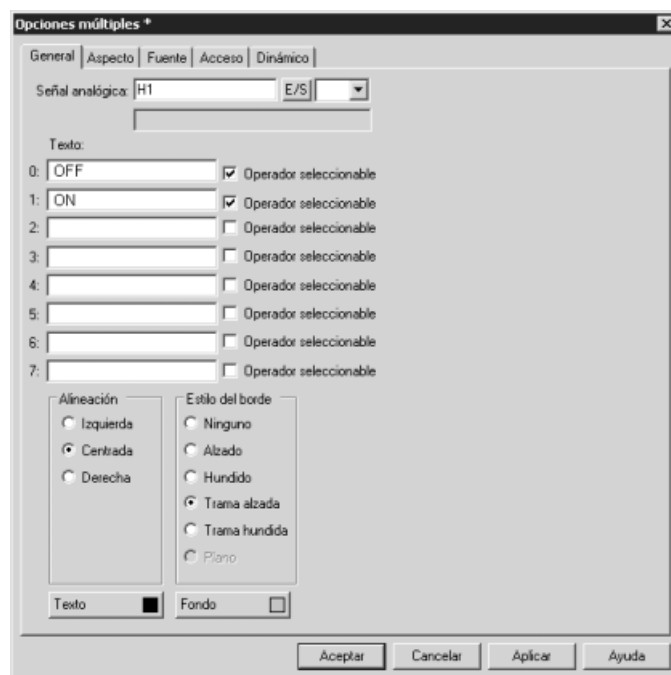 Opciones múltiples *
General Aspecto Fuente Acceso Dinámico
Señal analógica: H1 E/S
Texto:
0: OFF Operador seleccionable
1: ON Operador seleccionable
2: Operador seleccionable
3: Operador seleccionable
4: Operador seleccionable
5: Operador seleccionable
6: Operador seleccionable
7: Operador seleccionable
Alineación
Izquierda
Centrada
Derecha
Estilo del borde
Ninguno
Alzado
Hundido
Trama alzada
Trama hundida
Plano
Texto Fondo
Aceptar Cancelar Aplicar Ayuda